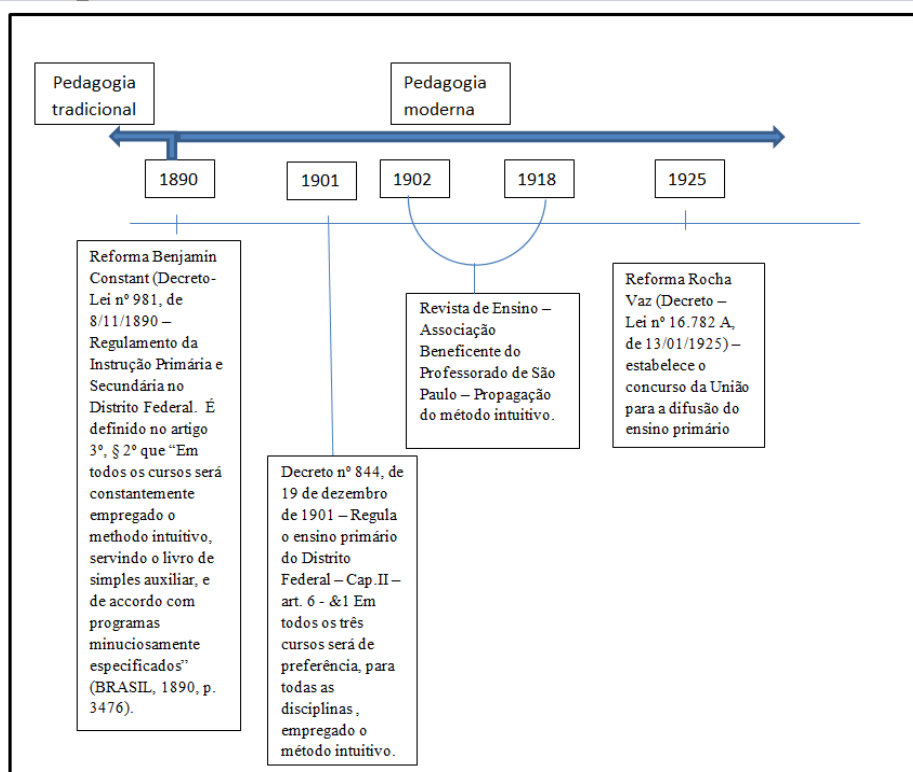 Pedagogia
tradicional
Pedagogia
moderna
1890
1901
1902
1918
1925
Reforma Benjamin
Constant (Decreto-
Lei nº 981, de
8/11/1890 –
Regulamento da
Instrução Primária e
Secundária no
Distrito Federal. É
definido no artigo
3º, § 2º que “Em
todos os cursos será
constantemente
empregado o
methodo intuitivo,
servindo o livro de
simples auxiliar, e
de accordo com
programas
minuciosamente
especificados”
(BRASIL, 1890, p.
3476).
Decreto nº 844, de
19 de dezembro
de 1901 – Regula
o ensino primário
do Distrito
Federal – Cap.II –
art. 6 - &1 Em
todos os três
cursos será de
preferência, para
todas as
disciplinas ,
empregado o
método intuitivo.
Revista de Ensino –
Associação
Beneficente do
Professorado de São
Paulo – Propagação
do método intuitivo.
Reforma Rocha
Vaz (Decreto –
Lei nº 16.782 A,
de 13/01/1925) –
estabelece o
concurso da União
para a difusão do
ensino primário